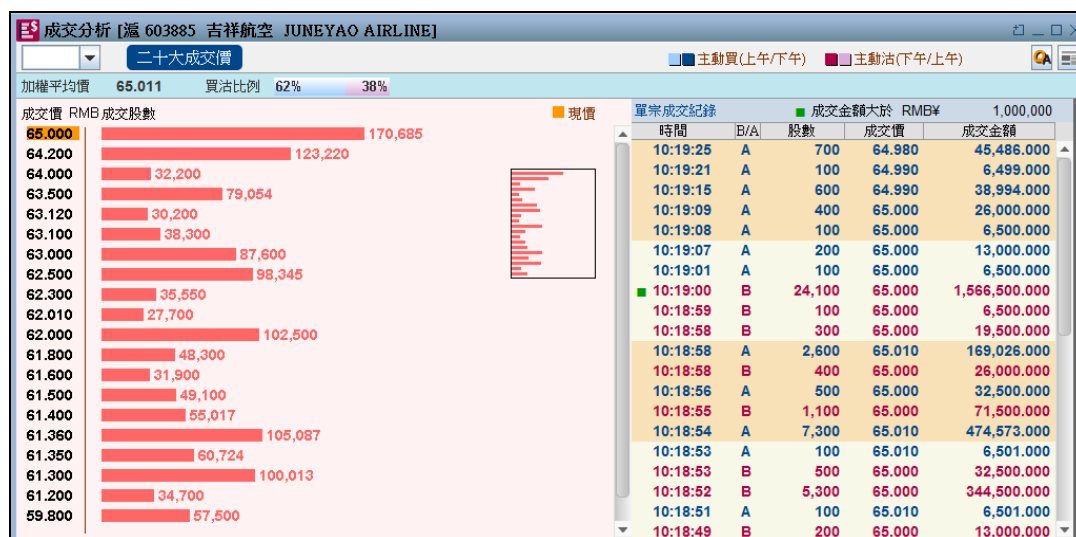 E$ 成交分析 [滬 603885 吉祥航空 JUNEYAO AIRLINE]
二十大成交價 主動買(上午/下午) 主動沽(下午/上午)
加權平均價 65.011 買沽比例 62% 38%
成交價 RMB 成交股數 現價
65.000 170,685
64.200 123,220
64.000 32,200
63.500 79,054
63.120 30,200
63.100 38,300
63.000 87,600
62.500 98,345
62.300 35,550
62.010 27,700
62.000 102,500
61.800 48,300
61.600 31,900
61.500 49,100
61.400 55,017
61.360 105,087
61.350 60,724
61.300 100,013
61.200 34,700
59.800 57,500
單宗成交紀錄 成交金額大於 RMB¥ 1,000,000
時間 B/A 股數 成交價 成交金額
10:19:25 A 700 64.980 45,486.000
10:19:21 A 100 64.990 6,499.000
10:19:15 A 600 64.990 38,994.000
10:19:09 A 400 65.000 26,000.000
10:19:08 A 100 65.000 6,500.000
10:19:07 A 200 65.000 13,000.000
10:19:01 A 100 65.000 6,500.000
10:19:00 B 24,100 65.000 1,566,500.000
10:18:59 B 100 65.000 6,500.000
10:18:58 B 300 65.000 19,500.000
10:18:58 A 2,600 65.010 169,026.000
10:18:58 B 400 65.000 26,000.000
10:18:56 A 500 65.000 32,500.000
10:18:55 B 1,100 65.000 71,500.000
10:18:54 A 7,300 65.010 474,573.000
10:18:53 A 100 65.010 6,501.000
10:18:53 B 500 65.000 32,500.000
10:18:52 B 5,300 65.000 344,500.000
10:18:51 A 100 65.010 6,501.000
10:18:49 B 200 65.000 13,000.000